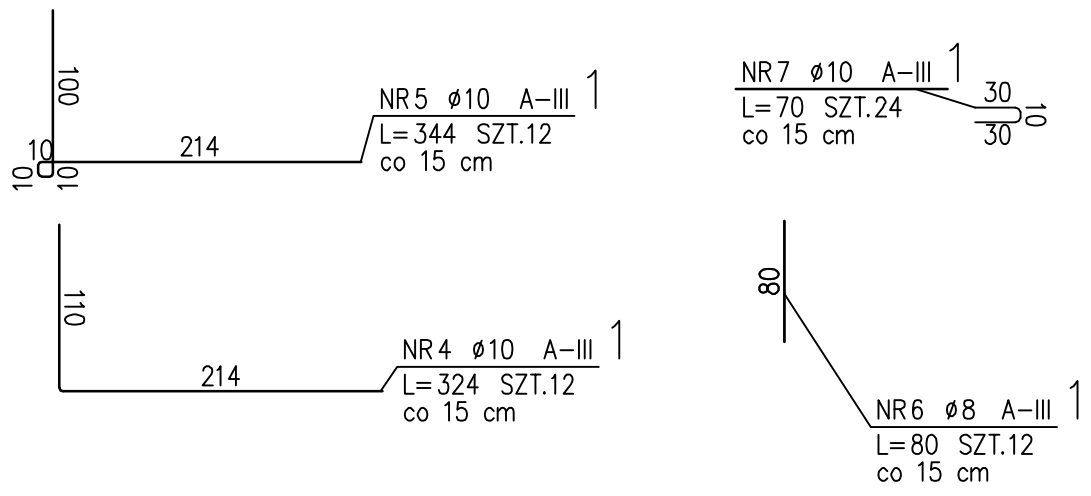 100
10
10
10
214
NR5 ø10 A-III 1
L=344 SZT.12
co 15 cm
NR7 ø10 A-III 1
L=70 SZT.24
co 15 cm
30
10
30
110
214
NR4 ø10 A-III 1
L=324 SZT.12
co 15 cm
80
NR6 ø8 A-III 1
L=80 SZT.12
co 15 cm